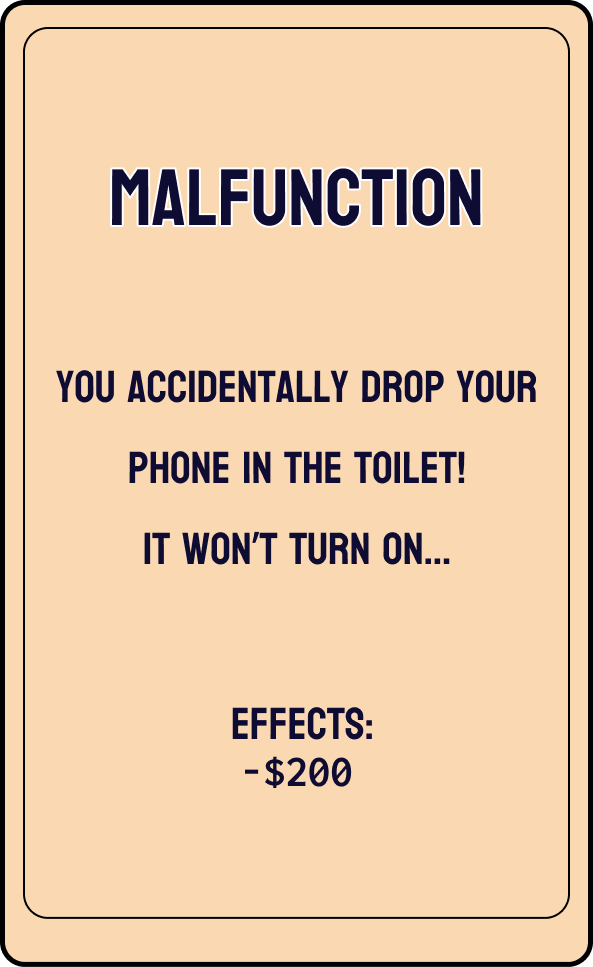 MALFUNCTION
YOU ACCIDENTALLY DROP YOUR
PHONE IN THE TOILET!
IT WON'T TURN ON...
EFFECTS:
-$200